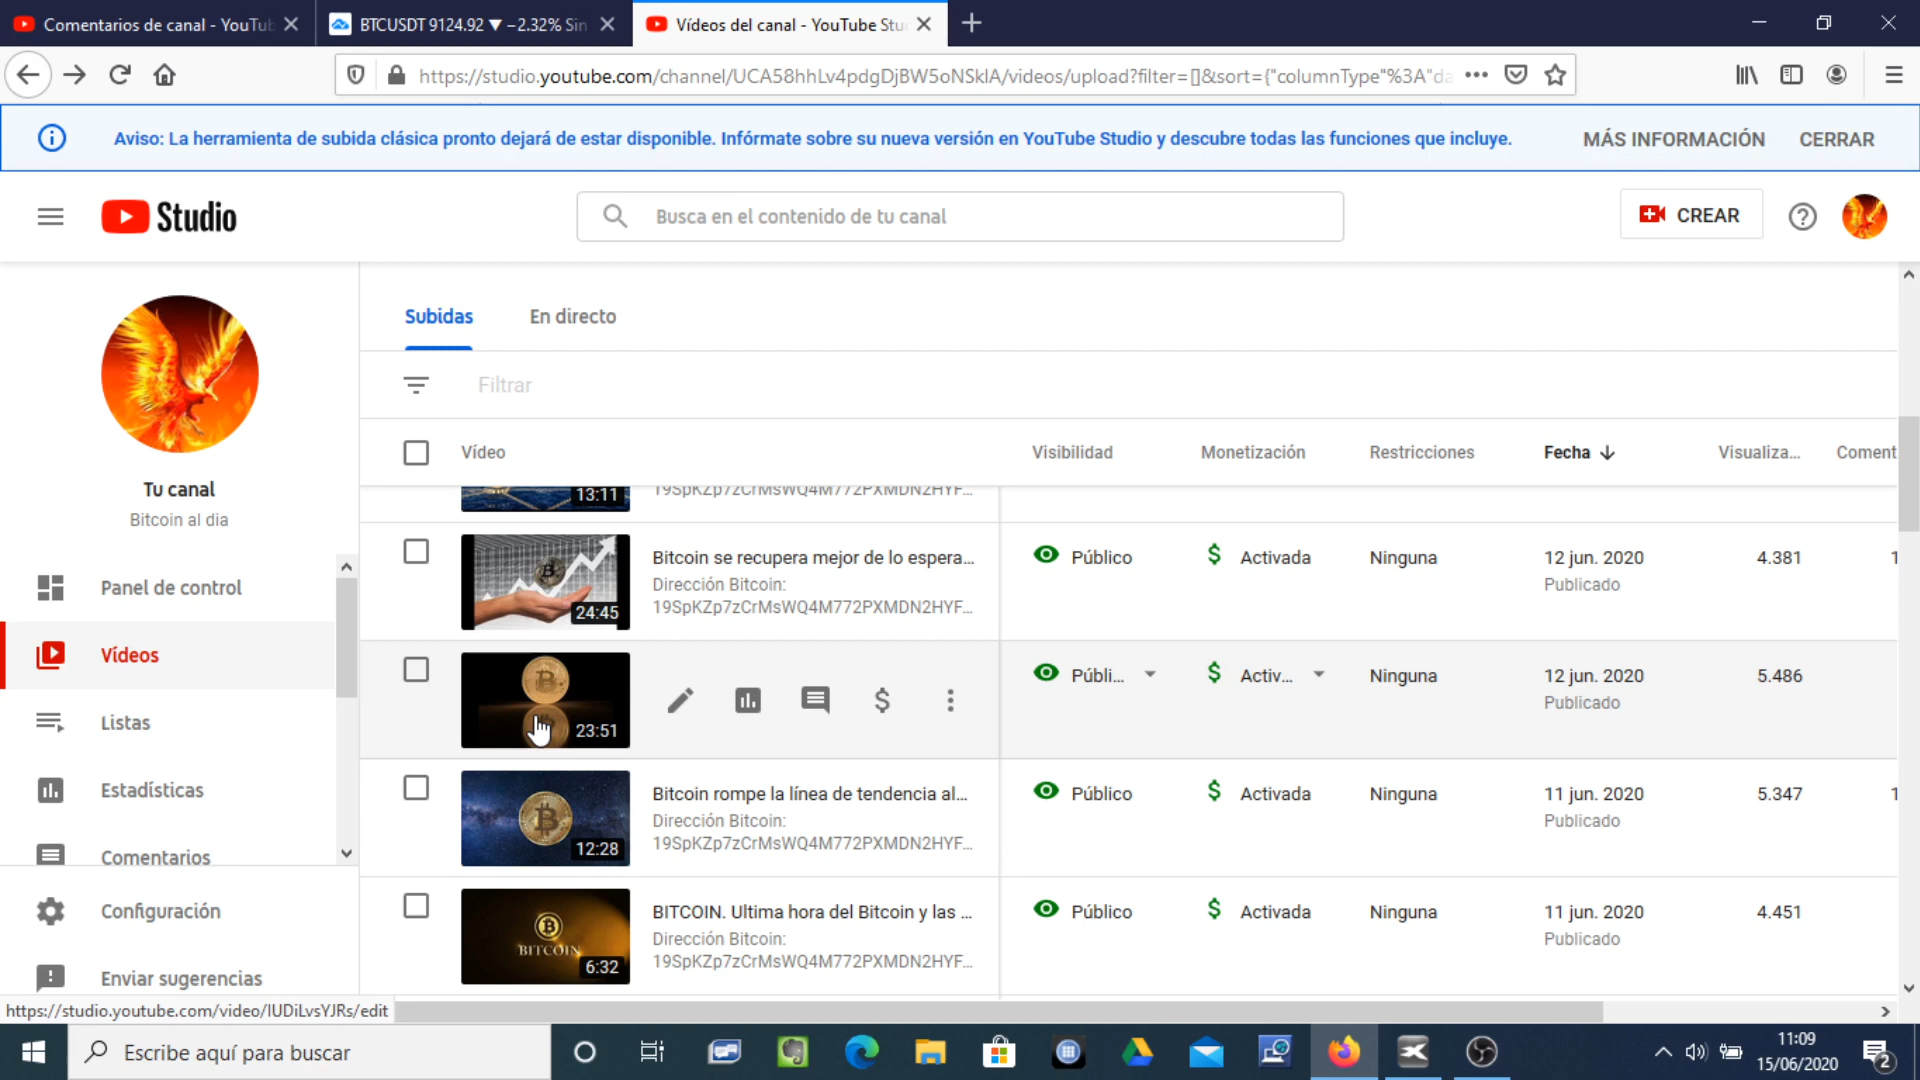 Comentarios de canal - YouTub
BTCUSDT 9124.92 ▼ −2.32% Sin
Vídeos del canal - YouTube Stu
https://studio.youtube.com/channel/UCA58hhLv4pdgDjBW5oNSkIA/videos/upload?filter=[]&sort={"columnType"%3A"da
Aviso: La herramienta de subida clásica pronto dejará de estar disponible. Infórmate sobre su nueva versión en YouTube Studio y descubre todas las funciones que incluye.
MÁS INFORMACIÓN
CERRAR
Studio
Busca en el contenido de tu canal
CREAR
Tu canal
Bitcoin al dia
Panel de control
Vídeos
Listas
Estadísticas
Comentarios
Configuración
Enviar sugerencias
Subidas
En directo
Filtrar
Vídeo
Visibilidad
Monetización
Restricciones
Fecha
Visualiza...
Coment
13:11
19SpKZp7zCrMsWQ4M772PXMDN2HYF...
24:45
Bitcoin se recupera mejor de lo espera...
Dirección Bitcoin:
19SpKZp7zCrMsWQ4M772PXMDN2HYF...
Público
Activada
Ninguna
12 jun. 2020
Publicado
4.381
1
23:51
Públi...
Activ...
Ninguna
12 jun. 2020
Publicado
5.486
12:28
Bitcoin rompe la línea de tendencia al...
Dirección Bitcoin:
19SpKZp7zCrMsWQ4M772PXMDN2HYF...
Público
Activada
Ninguna
11 jun. 2020
Publicado
5.347
1
BITCOIN
6:32
BITCOIN. Ultima hora del Bitcoin y las ...
Dirección Bitcoin:
19SpKZp7zCrMsWQ4M772PXMDN2HYF...
Público
Activada
Ninguna
11 jun. 2020
Publicado
4.451
https://studio.youtube.com/video/IUDiLvsYJRs/edit
Escribe aquí para buscar
11:09
15/06/2020
2